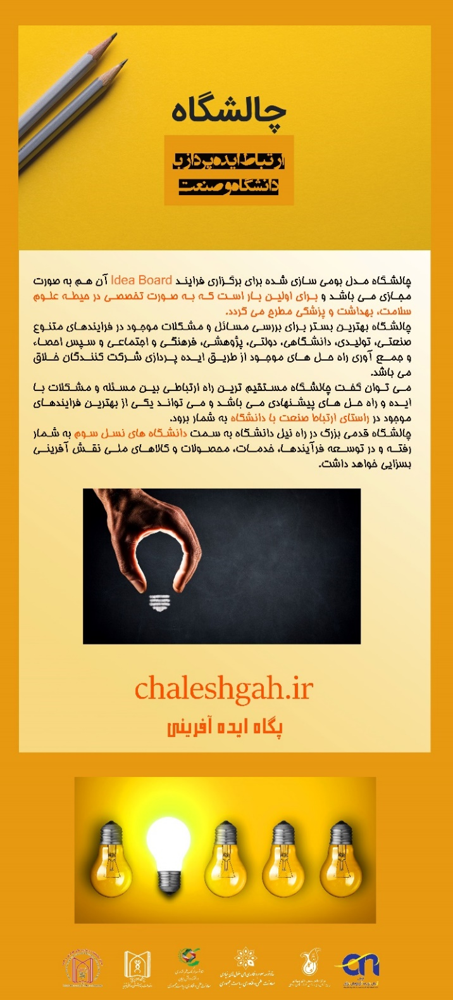 چالشگاه
ارتباط ایده پرداز با
دانشگاه و صنعت
چالشگاه مدل بومی سازی شده برای برگزاری فرایند Idea Board آن هم به صورت
مجازی می باشد و برای اولین بار است که به صورت تخصصی در حیطه علوم
سلامت، بهداشت و پزشکی مطرح می گردد.
چالشگاه بهترین بستر برای بررسی مسائل و مشکلات موجود در فرایندهای متنوع
صنعتی، تولیدی، دانشگاهی، دولتی، پژوهشی، فرهنگی و اجتماعی و سپس احصاء
و جمع آوری راه حل های موجود از طریق ایده پردازی شرکت کنندگان خلاق
می باشد.
می توان گفت چالشگاه مستقیم ترین راه ارتباطی بین مسئله و مشکلات با
ایده و راه حل های پیشنهادی می باشد و می تواند یکی از بهترین فرایندهای
موجود در راستای ارتباط صنعت با دانشگاه به شمار برود.
چالشگاه قدمی بزرگ در راه نیل دانشگاه به سمت دانشگاه های نسل سوم به شمار
رفته و در توسعه فرآیندها، خدمات، محصولات و کالاهای ملی نقش آفرینی
بسزایی خواهد داشت.
chaleshgah.ir
پگاه ایده آفرینی